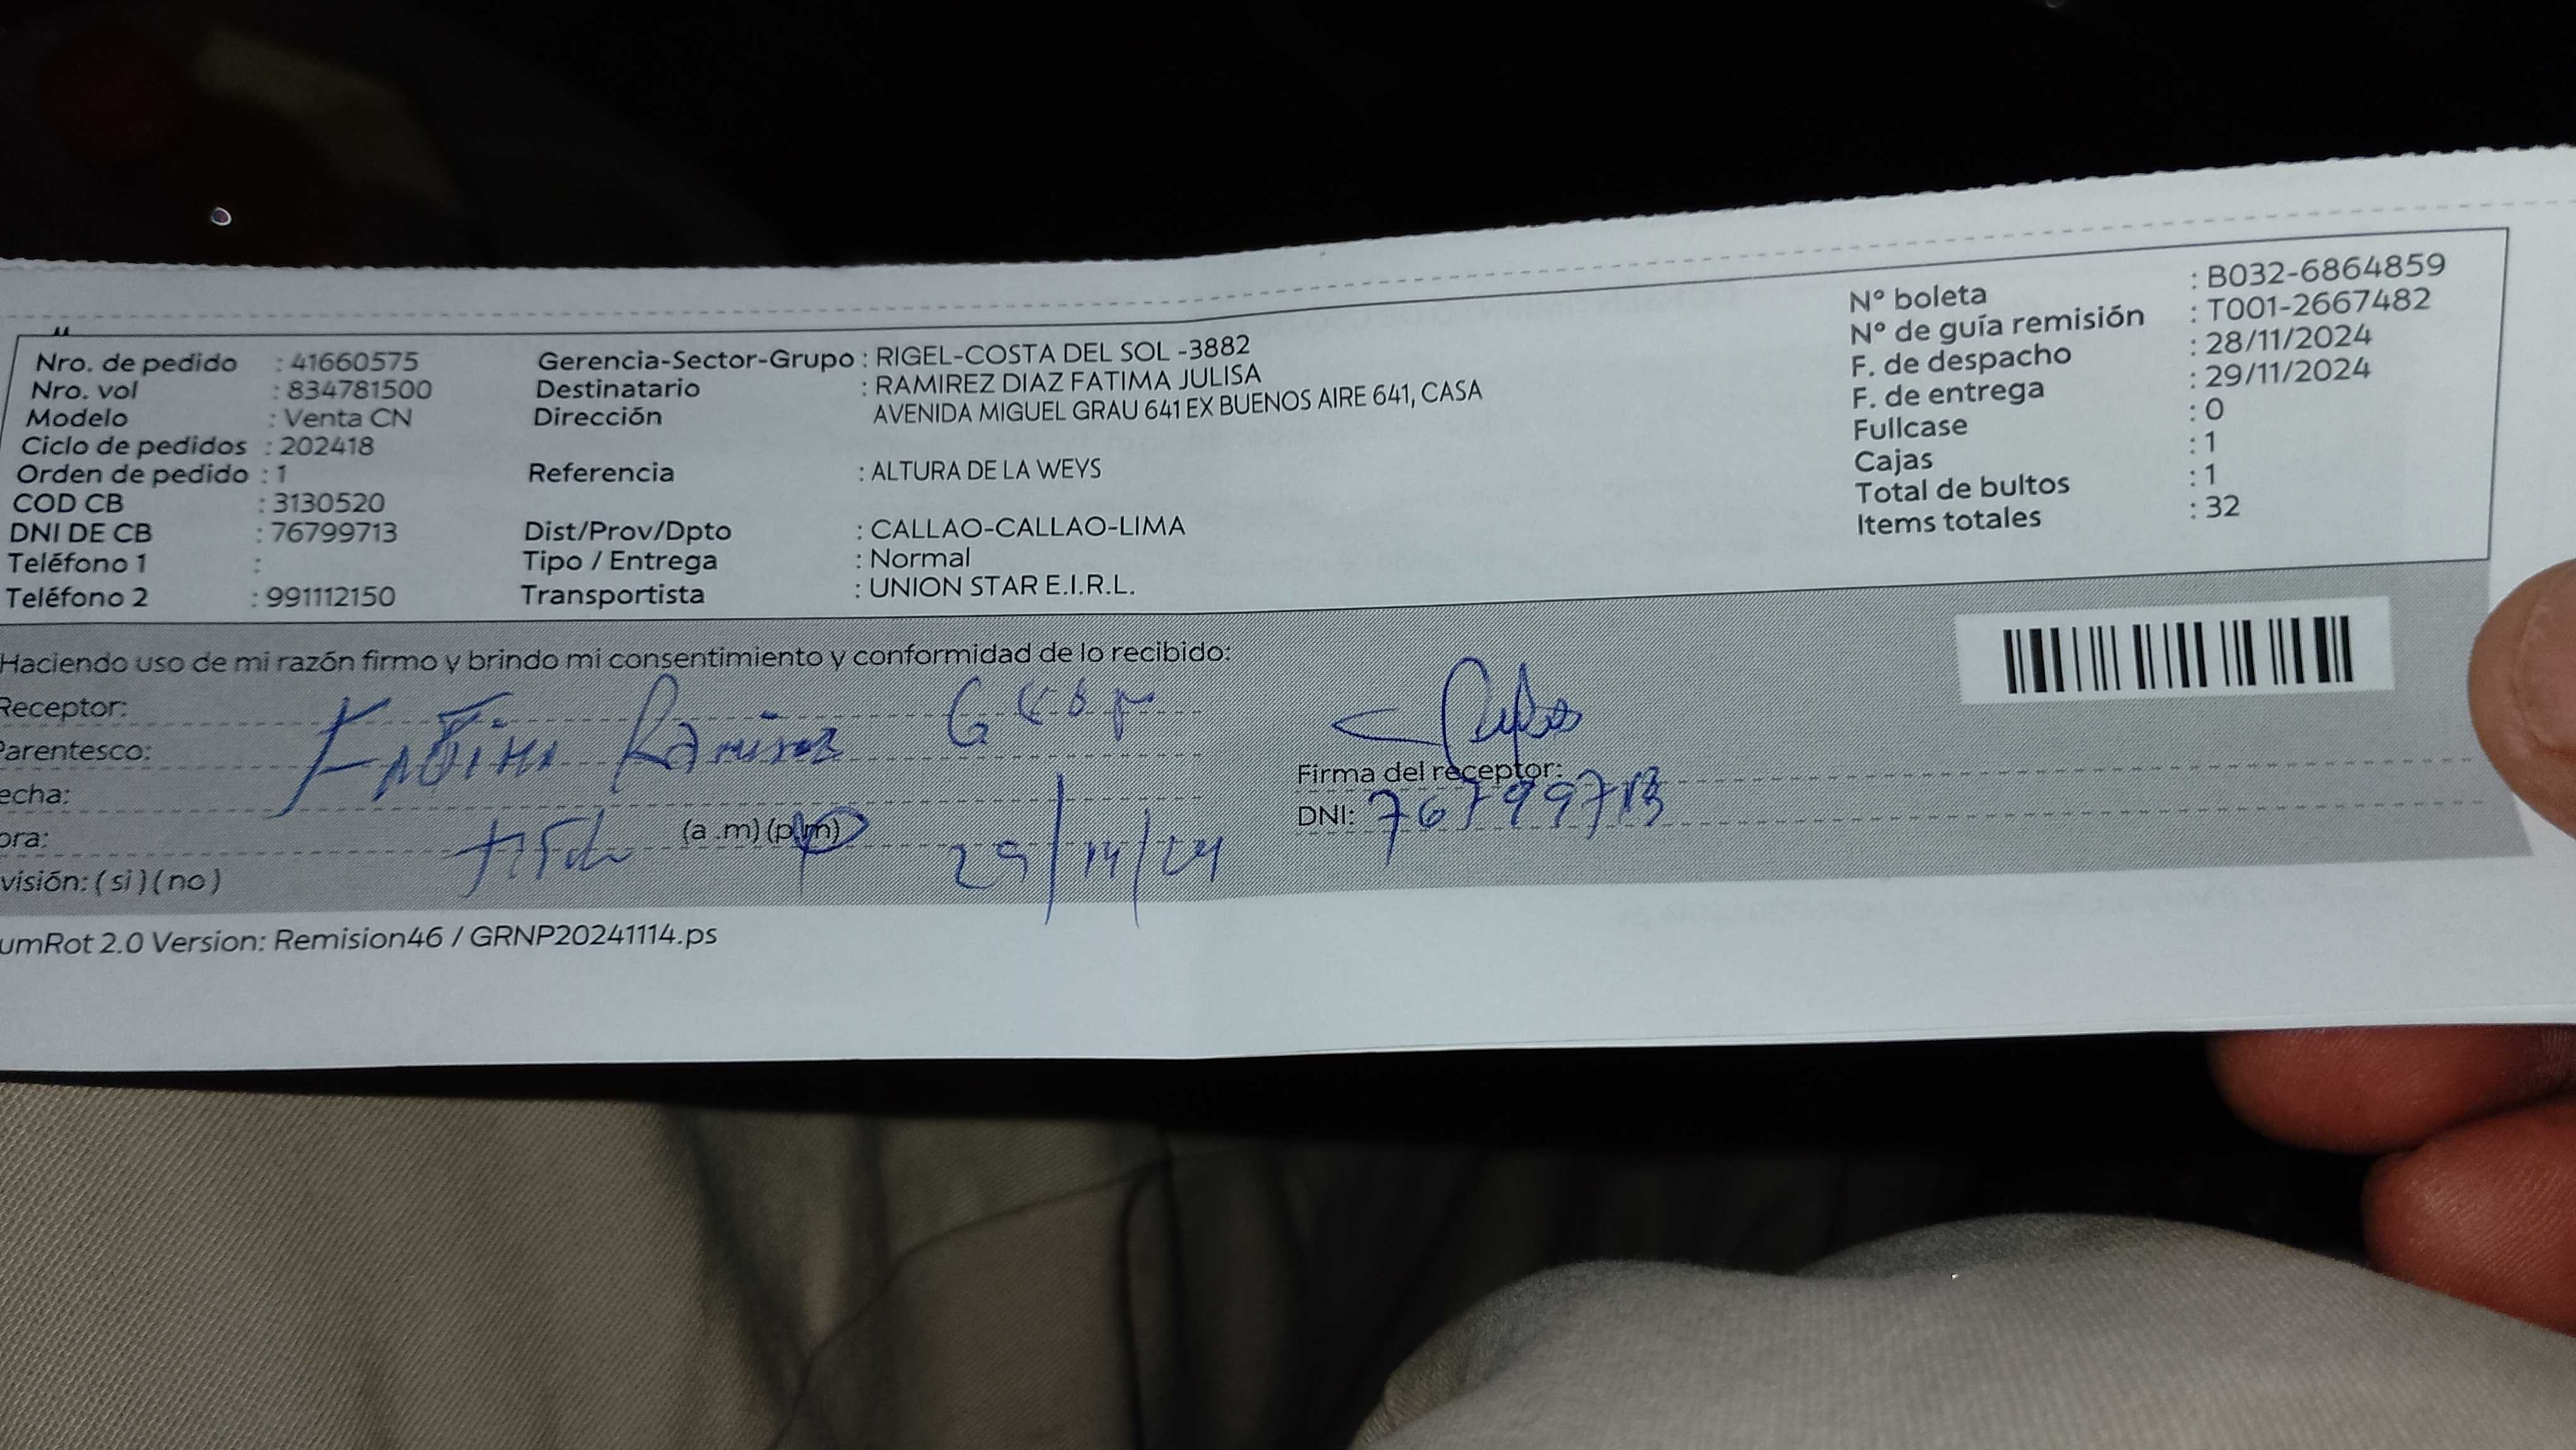 Nro. de pedido : 41660575
Nro. vol : 834781500
Modelo : Venta CN
Ciclo de pedidos : 202418
Orden de pedido : 1
COD CB : 3130520
DNI DE CB : 76799713
Teléfono 1 :
Teléfono 2 : 991112150
Gerencia-Sector-Grupo : RIGEL-COSTA DEL SOL -3882
Destinatario : RAMIREZ DIAZ FATIMA JULISA
Dirección AVENIDA MIGUEL GRAU 641 EX BUENOS AIRE 641, CASA
Referencia : ALTURA DE LA WEYS
Dist/Prov/Dpto : CALLAO-CALLAO-LIMA
Tipo / Entrega : Normal
Transportista : UNION STAR E.I.R.L.
N° boleta : B032-6864859
N° de guía remisión : T001-2667482
F. de despacho : 28/11/2024
F. de entrega : 29/11/2024
Fullcase : 0
Cajas : 1
Total de bultos : 1
Items totales : 32
Haciendo uso de mi razón firmo y brindo mi consentimiento y conformidad de lo recibido:
Receptor:
Parentesco: Fatima Ramirez
echa:
ora: (a .m) (p.m)
visión: ( si ) ( no )
Firma del receptor:
DNI: 76799713
umRot 2.0 Version: Remision46 / GRNP20241114.ps